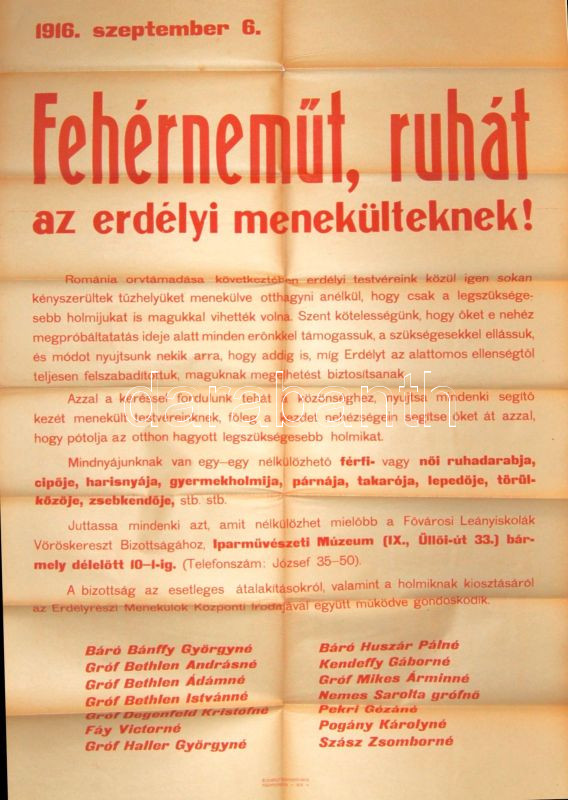 1916. szeptember 6.
Fehérneműt, ruhát
az erdélyi menekülteknek!
Románia orvtámadása következtében erdélyi testvéreink közül igen sokan
kényszerültek tűzhelyüket menekülve otthagyni anélkül, hogy csak a legszüksége-
sebb holmijukat is magukkal vihették volna. Szent kötelességünk, hogy őket e nehéz
megpróbáltatás ideje alatt minden erőnkkel támogassuk, a szükségesekkel ellássuk,
és módot nyujtsunk nekik arra, hogy addig is, míg Erdélyt az alattomos ellenségtől
teljesen felszabadítottuk, maguknak megélhetést biztosítsanak.
Azzal a kéréssel fordulunk tehát a közönséghez, nyujtsa mindenki segítő
kezét menekült testvéreinknek, főleg a kezdet nehézségein segítse őket át azzal,
hogy pótolja az otthon hagyott legszükségesebb holmikat.
Mindnyájunknak van egy-egy nélkülözhető férfi- vagy női ruhadarabja,
cipője, harisnyája, gyermekholmija, párnája, takarója, lepedője, törül-
közője, zsebkendője, stb. stb.
Juttassa mindenki azt, amit nélkülözhet mielőbb a Fővárosi Leányiskolák
Vöröskereszt Bizottságához, Iparművészeti Múzeum (IX., Üllői-út 33.) bár-
mely délelőtt 10-1-ig. (Telefonszám: József 35-50).
A bizottság az esetleges átalakításokról, valamint a holmiknak kiosztásáról
az Erdélyrészi Menekülők Központi Irodájával együtt működve gondoskodik.
Báró Bánffy Györgyné
Gróf Bethlen Andrásné
Gróf Bethlen Ádámné
Gróf Bethlen Istvánné
Gróf Degenfeld Kristófné
Fáy Victorné
Gróf Haller Györgyné
Báró Huszár Pálné
Kendeffy Gáborné
Gróf Mikes Árminné
Nemes Sarolta grófnő
Pekri Gézáné
Pogány Károlyné
Szász Zsomborné
darabanth